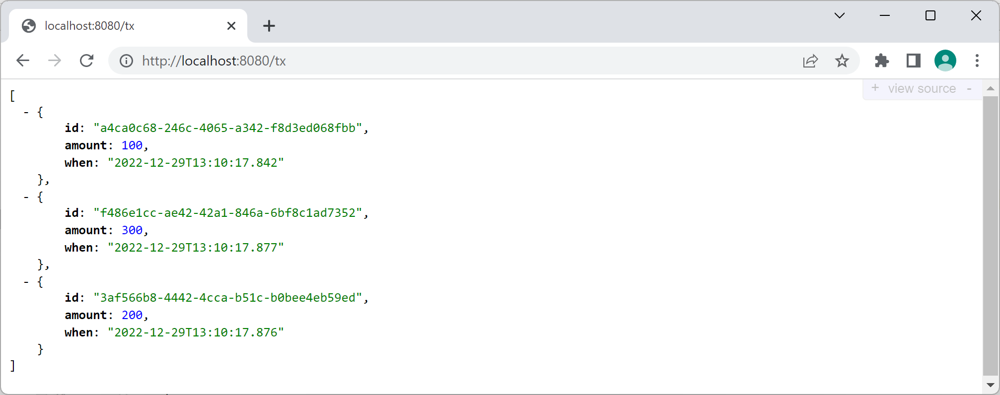 localhost:8080/tx
http://localhost:8080/tx
+ view source -
[
- {
id: "a4ca0c68-246c-4065-a342-f8d3ed068fbb",
amount: 100,
when: "2022-12-29T13:10:17.842"
},
- {
id: "f486e1cc-ae42-42a1-846a-6bf8c1ad7352",
amount: 300,
when: "2022-12-29T13:10:17.877"
},
- {
id: "3af566b8-4442-4cca-b51c-b0bee4eb59ed",
amount: 200,
when: "2022-12-29T13:10:17.876"
}
]